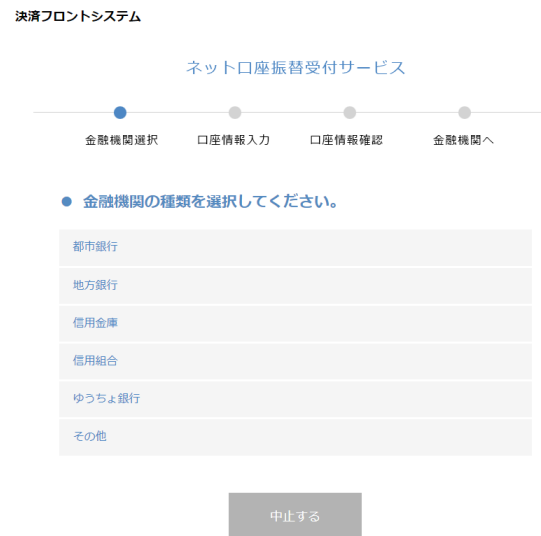 決済フロントシステム
ネット口座振替受付サービス
金融機関選択 口座情報入力 口座情報確認 金融機関へ
● 金融機関の種類を選択してください。
都市銀行
地方銀行
信用金庫
信用組合
ゆうちょ銀行
その他
中止する